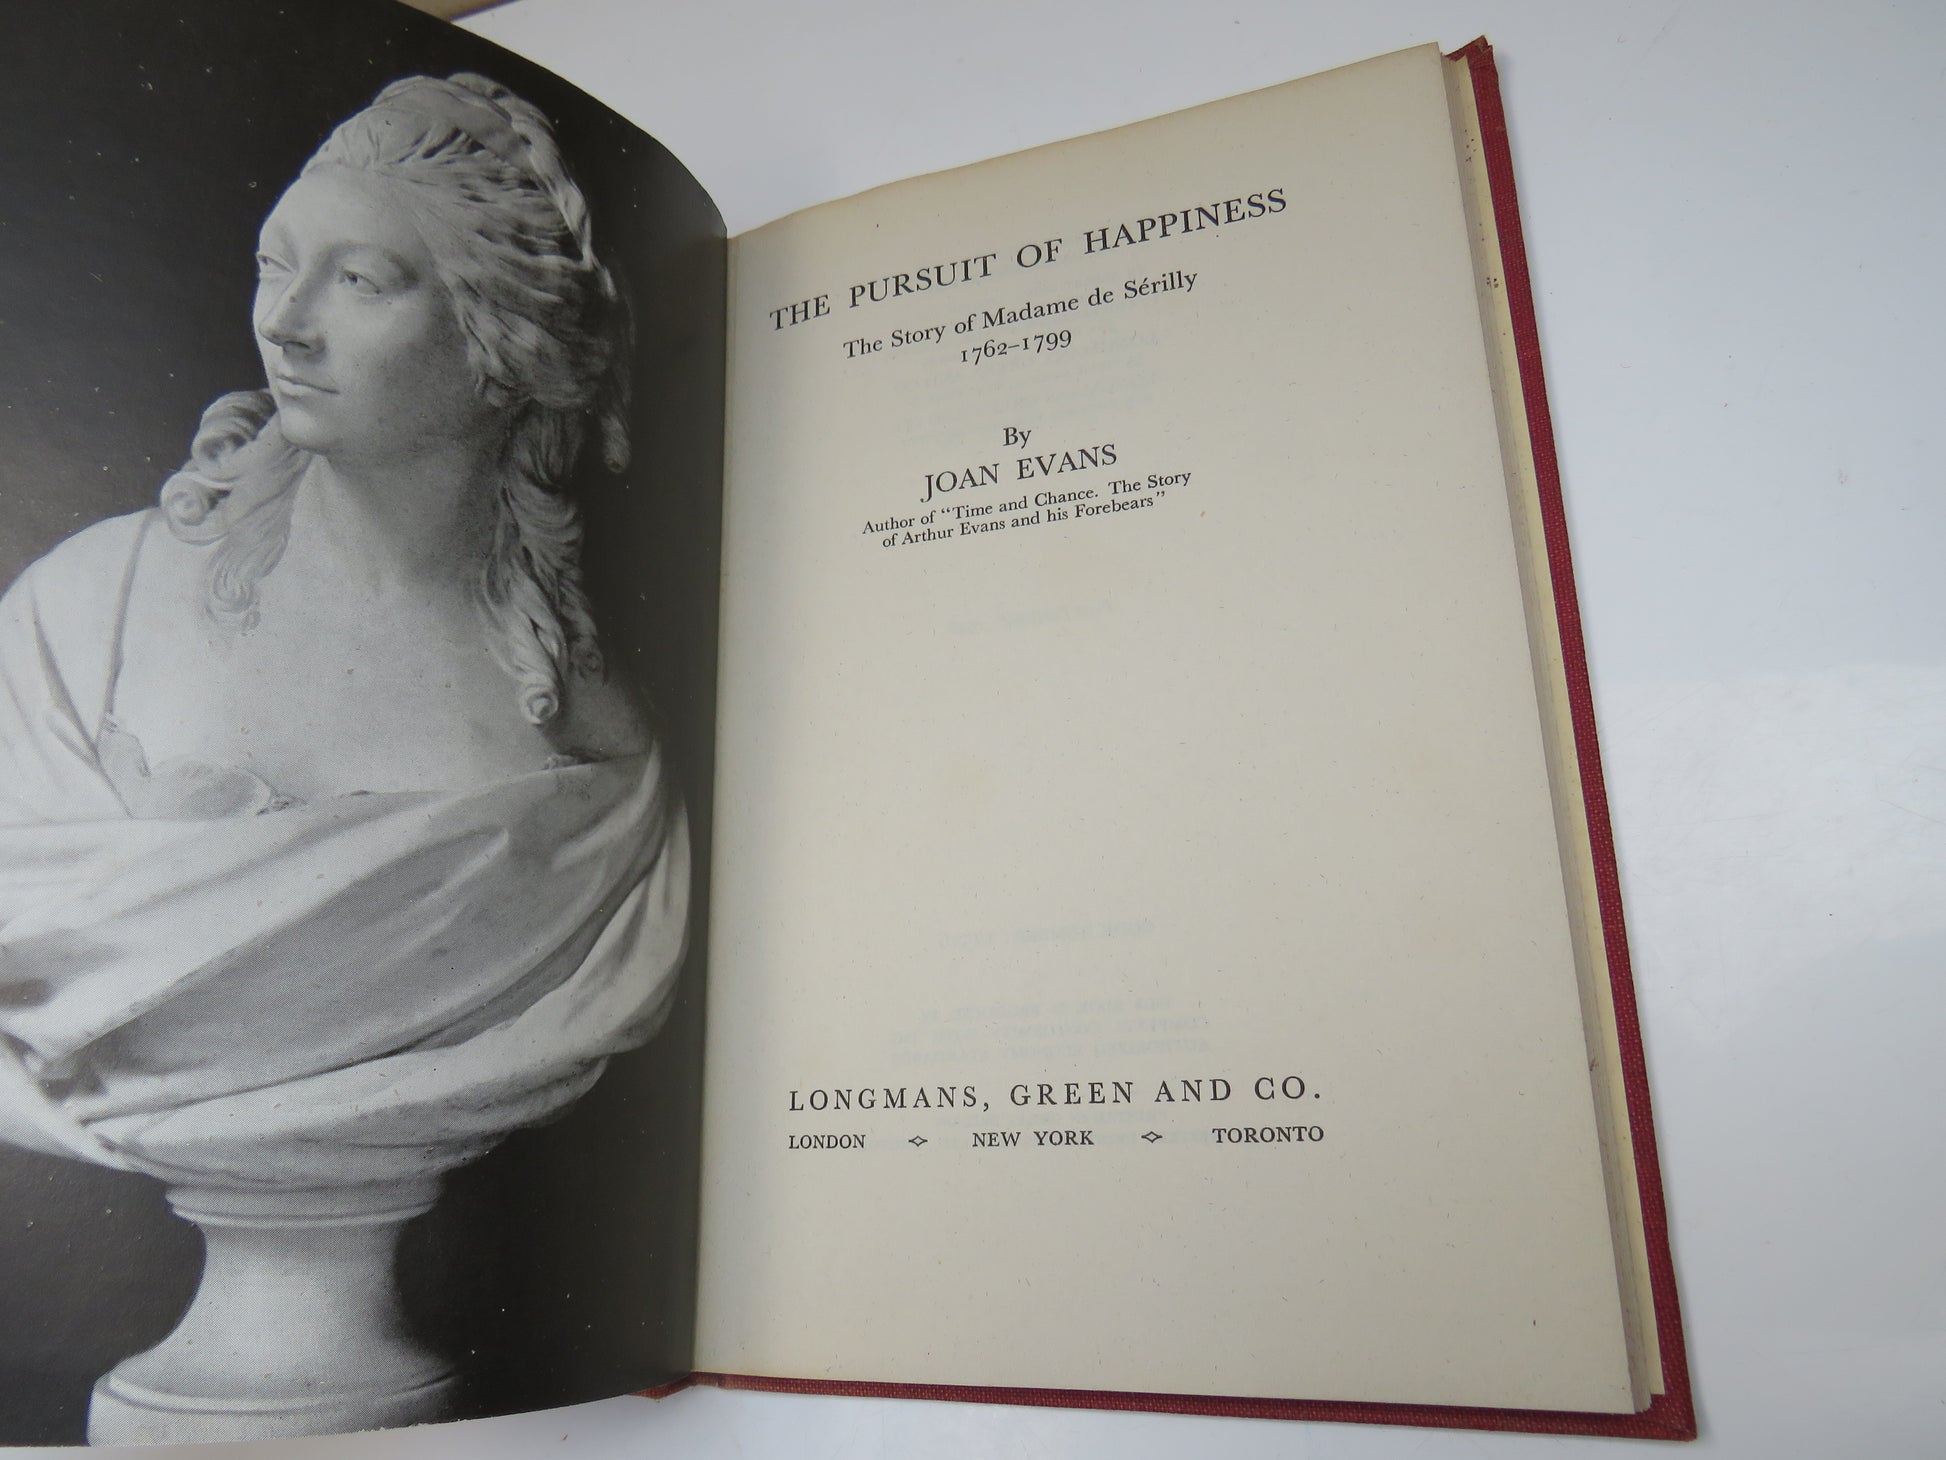 THE PURSUIT OF HAPPINESS
The Story of Madame de Sérilly
1762–1799
By
JOAN EVANS
Author of “Time and Chance. The Story
of Arthur Evans and his Forebears”
LONGMANS, GREEN AND CO.
LONDON ⟡ NEW YORK ⟡ TORONTO